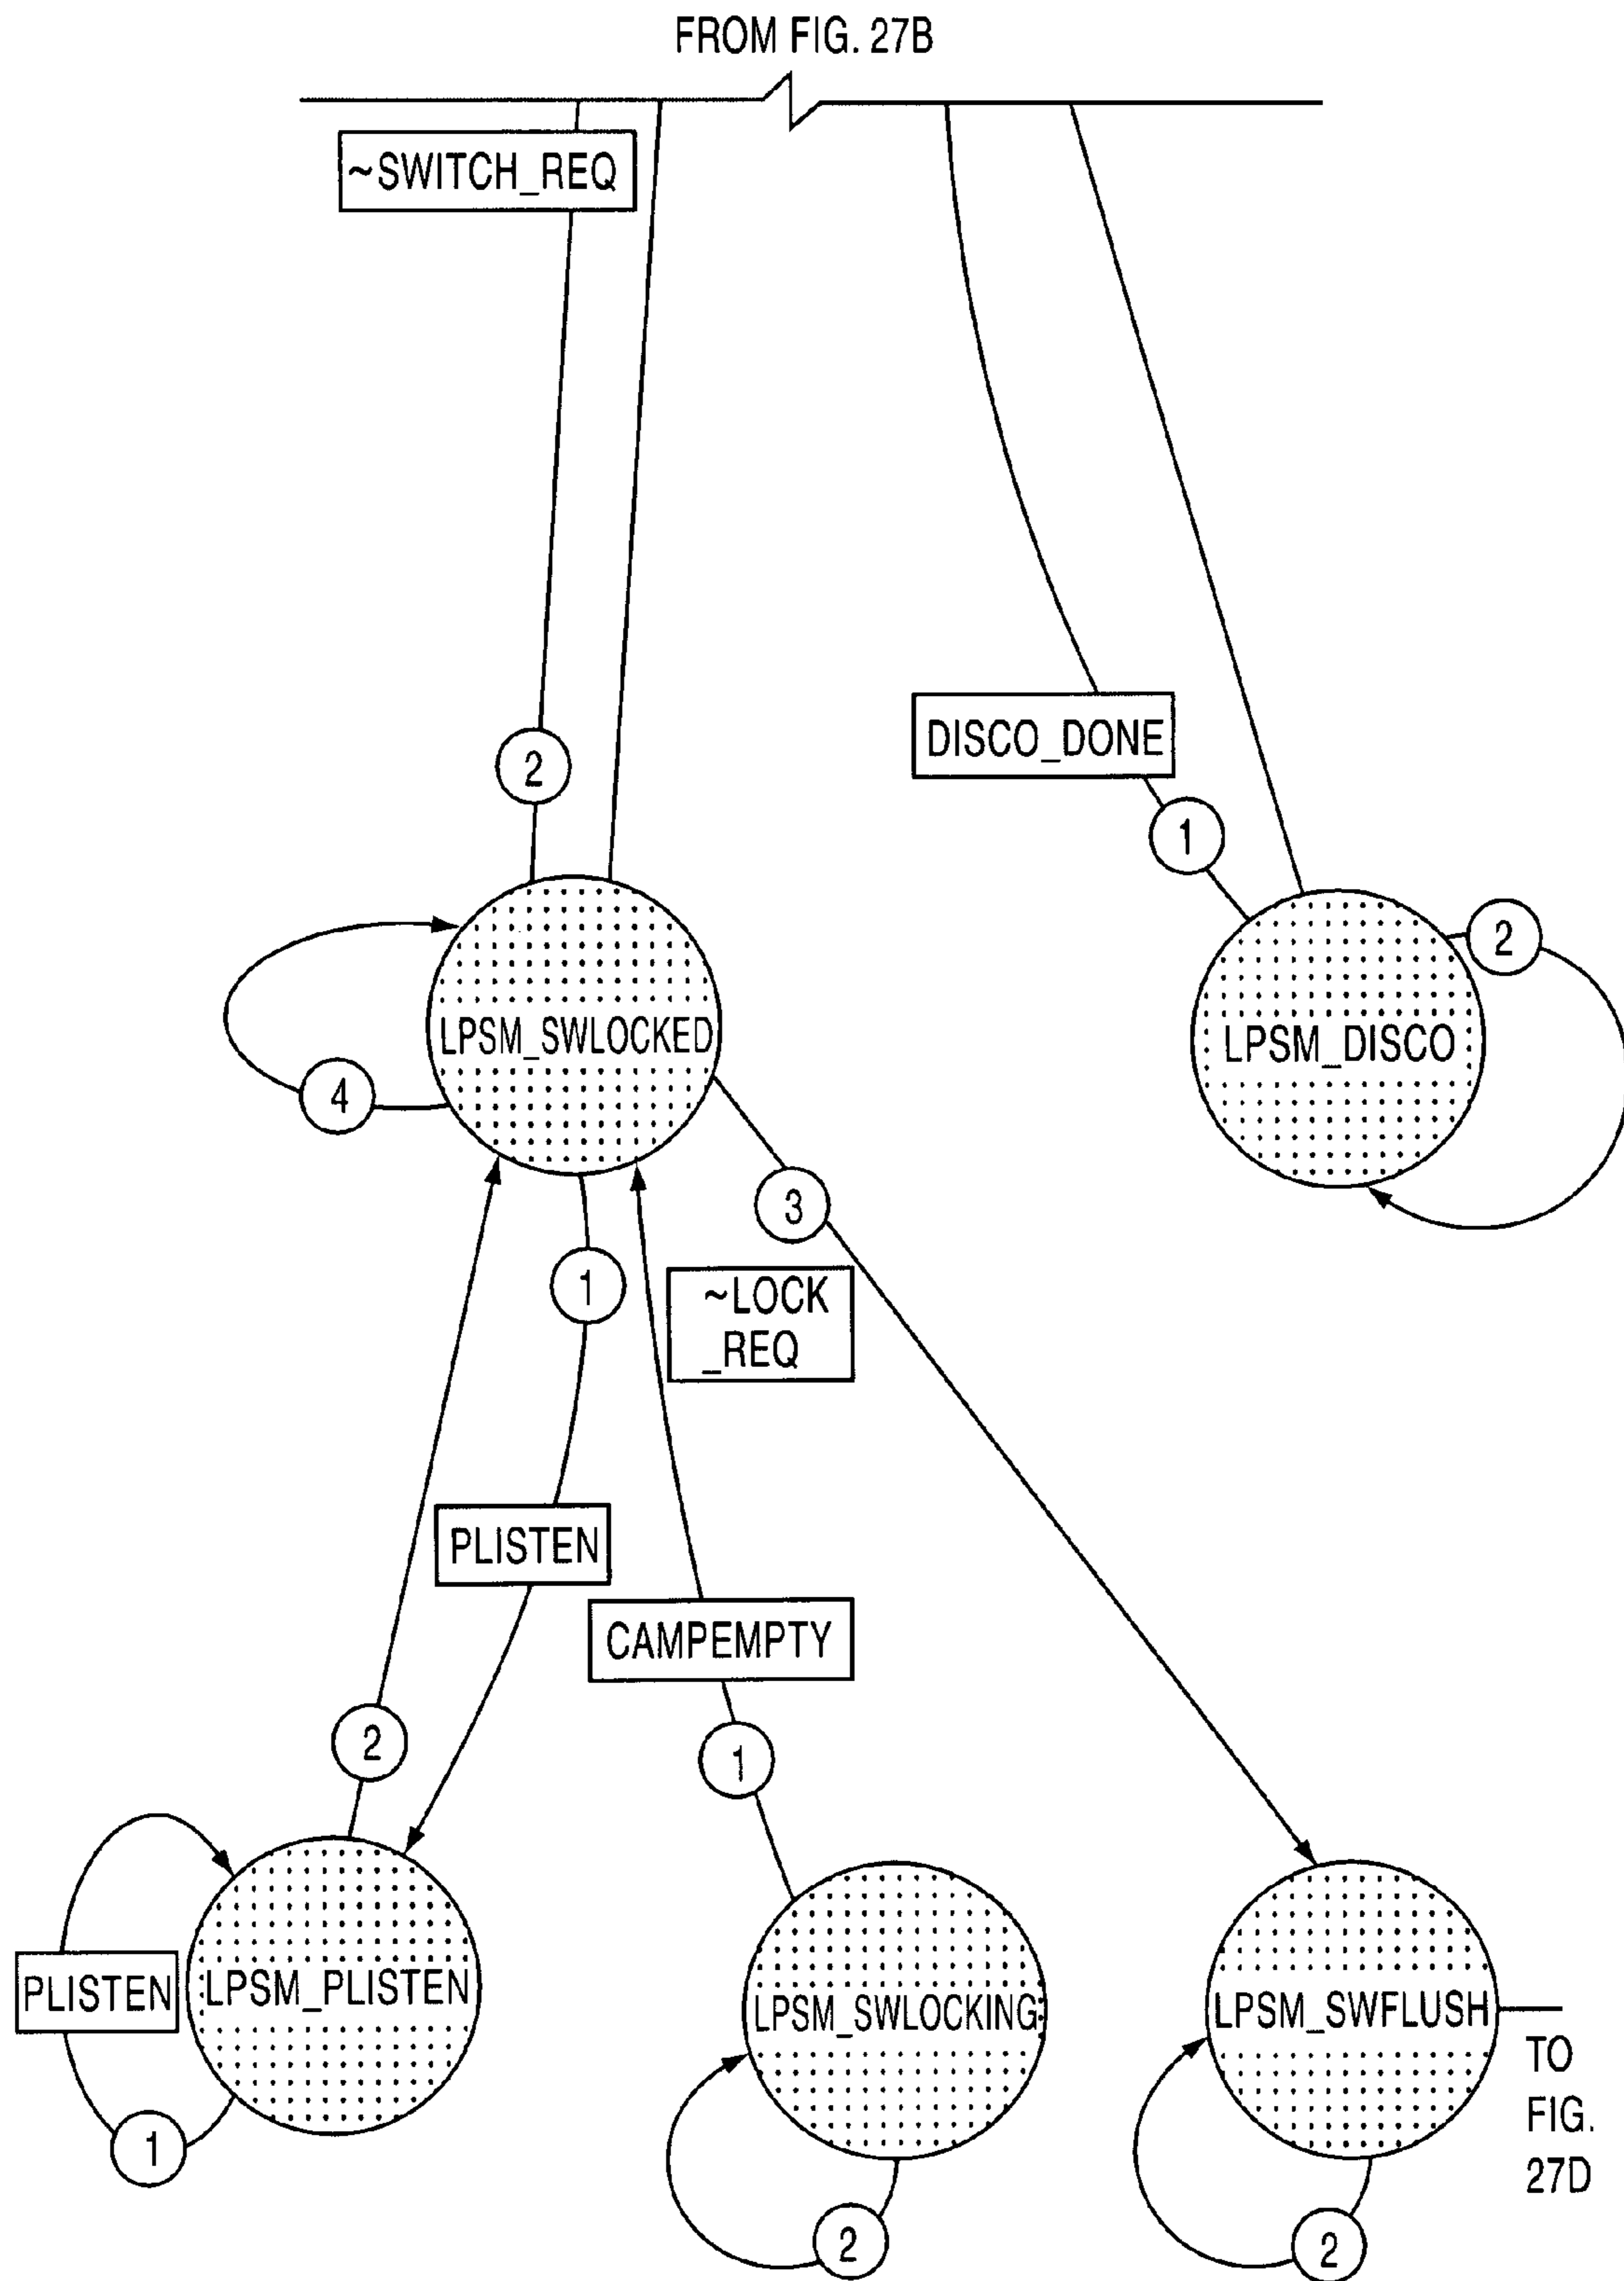 FROM FIG. 27B
~SWITCH_REQ
2
DISCO_DONE
1
2
LPSM_SWLOCKED
LPSM_DISCO
4
3
1
~LOCK
_REQ
PLISTEN
CAMPEMPTY
2
1
PLISTEN
LPSM_PLISTEN
LPSM_SWLOCKING
LPSM_SWFLUSH
TO
FIG.
27D
1
2
2